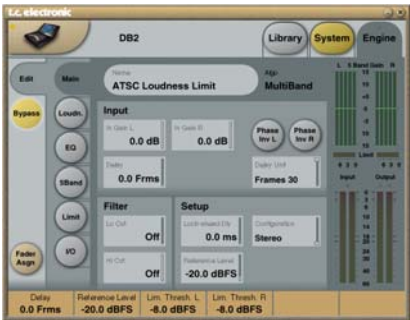 t.c. electronic
DB2
Library
System
Engine
Edit
Main
Name
ATSC Loudness Limit
Algo
MultiBand
L 5 Band Gain R
Bypass
Loudn.
EQ
5Band
Limit
I/O
Fader
Asgn
Input
In Gain L
0.0 dB
In Gain R
0.0 dB
Phase
Inv L
Phase
Inv R
Delay
0.0 Frms
Delay Unit
Frames 30
Filter
Lo Cut
Off
Hi Cut
Off
Setup
Look-ahead Dly
0.0 ms
Configuration
Stereo
Reference Level
-20.0 dBFS
Limit
Input
Output
Delay
0.0 Frms
Reference Level
-20.0 dBFS
Lim. Thresh. L
-8.0 dBFS
Lim. Thresh. R
-8.0 dBFS